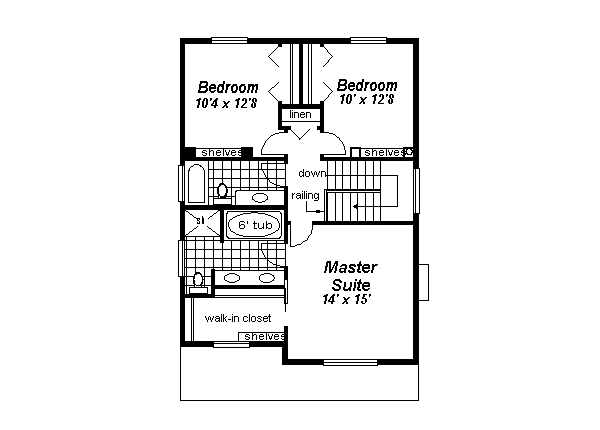 Bedroom
10'4 x 12'8
Bedroom
10' x 12'8
linen
shelves
shelves
down
railing
sh
6' tub
Master
Suite
14' x 15'
walk-in closet
shelves